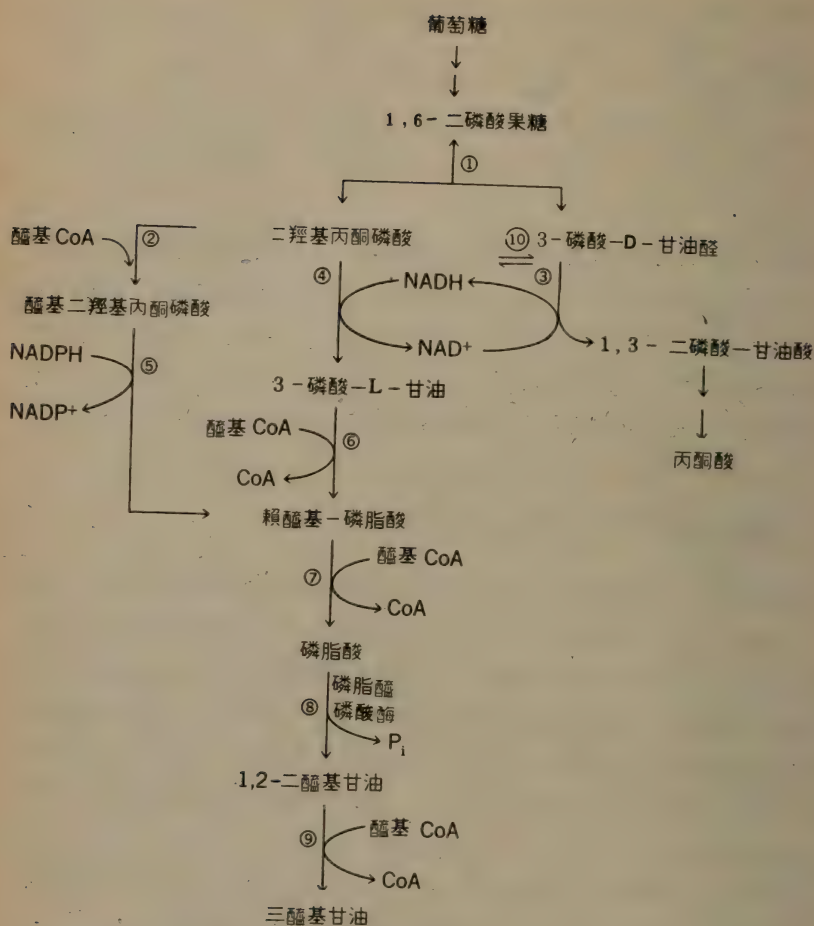 葡萄糖
1,6-二磷酸果糖
①
醯基 CoA
②
二羥基丙酮磷酸
⑩ 3-磷酸-D-甘油醛
④
NADH
③
醯基二羥基丙酮磷酸
NAD+
1,3-二磷酸-甘油酸
NADPH
⑤
3-磷酸-L-甘油
NADP+
醯基 CoA
⑥
CoA
丙酮酸
賴醯基-磷脂酸
醯基 CoA
⑦
CoA
磷脂酸
磷脂醯
⑧
磷酸酶
Pi
1,2-二醯基甘油
醯基 CoA
⑨
CoA
三醯基甘油